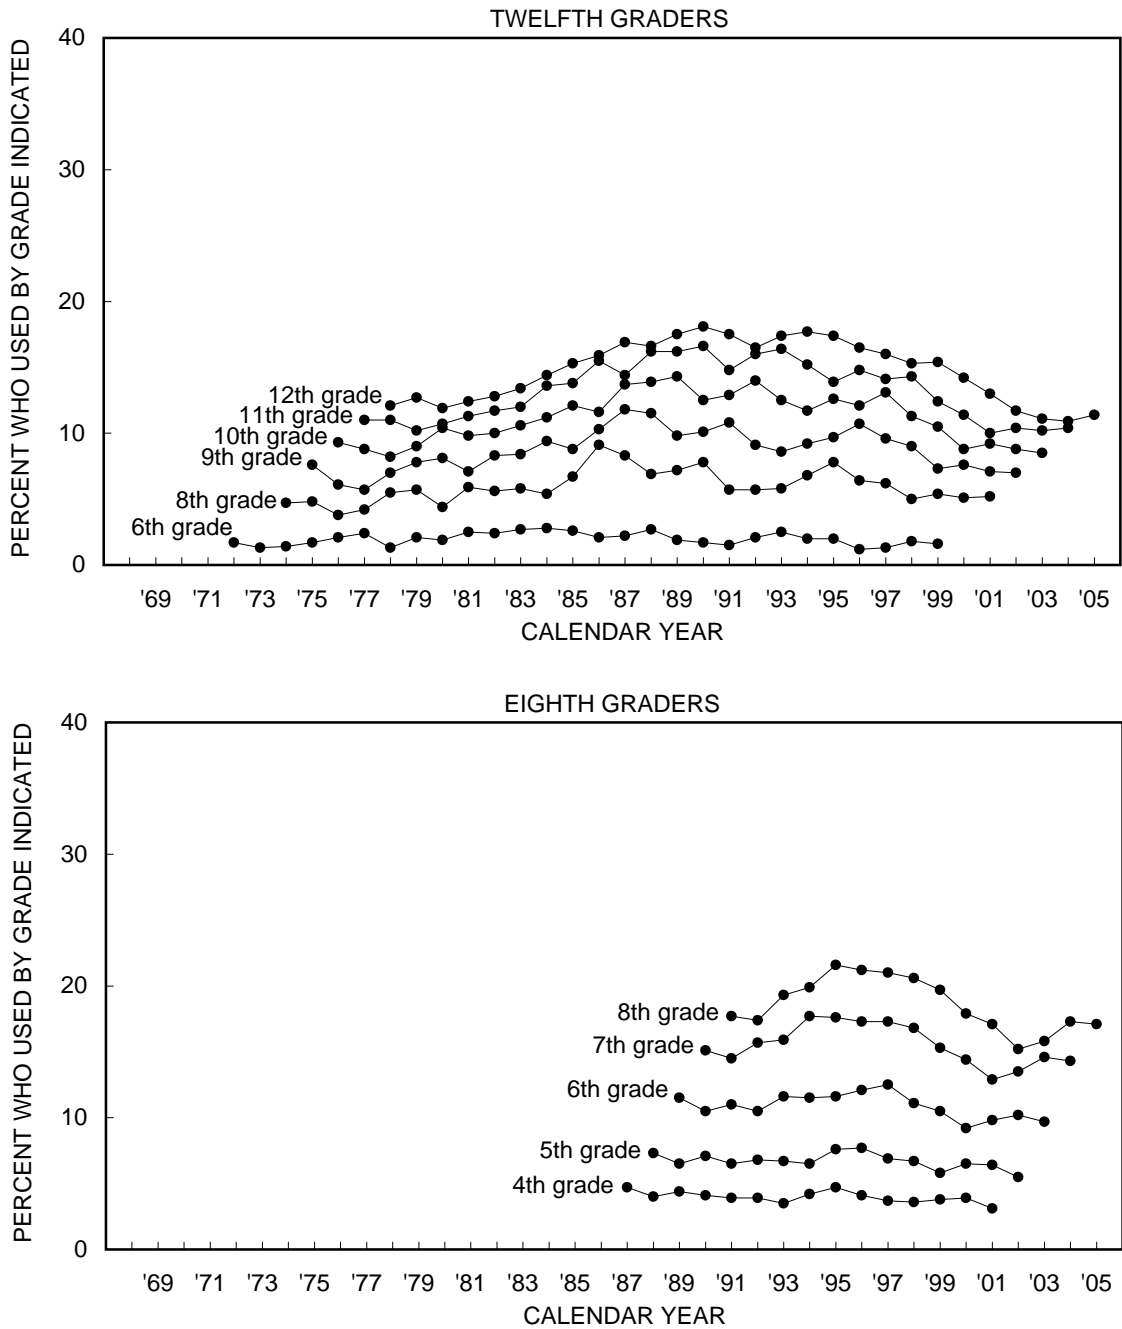 TWELFTH GRADERS
PERCENT WHO USED BY GRADE INDICATED
40
30
20
10
0
12th grade
11th grade
10th grade
9th grade
8th grade
6th grade
'69 '71 '73 '75 '77 '79 '81 '83 '85 '87 '89 '91 '93 '95 '97 '99 '01 '03 '05
CALENDAR YEAR
EIGHTH GRADERS
PERCENT WHO USED BY GRADE INDICATED
40
30
20
10
0
8th grade
7th grade
6th grade
5th grade
4th grade
'69 '71 '73 '75 '77 '79 '81 '83 '85 '87 '89 '91 '93 '95 '97 '99 '01 '03 '05
CALENDAR YEAR